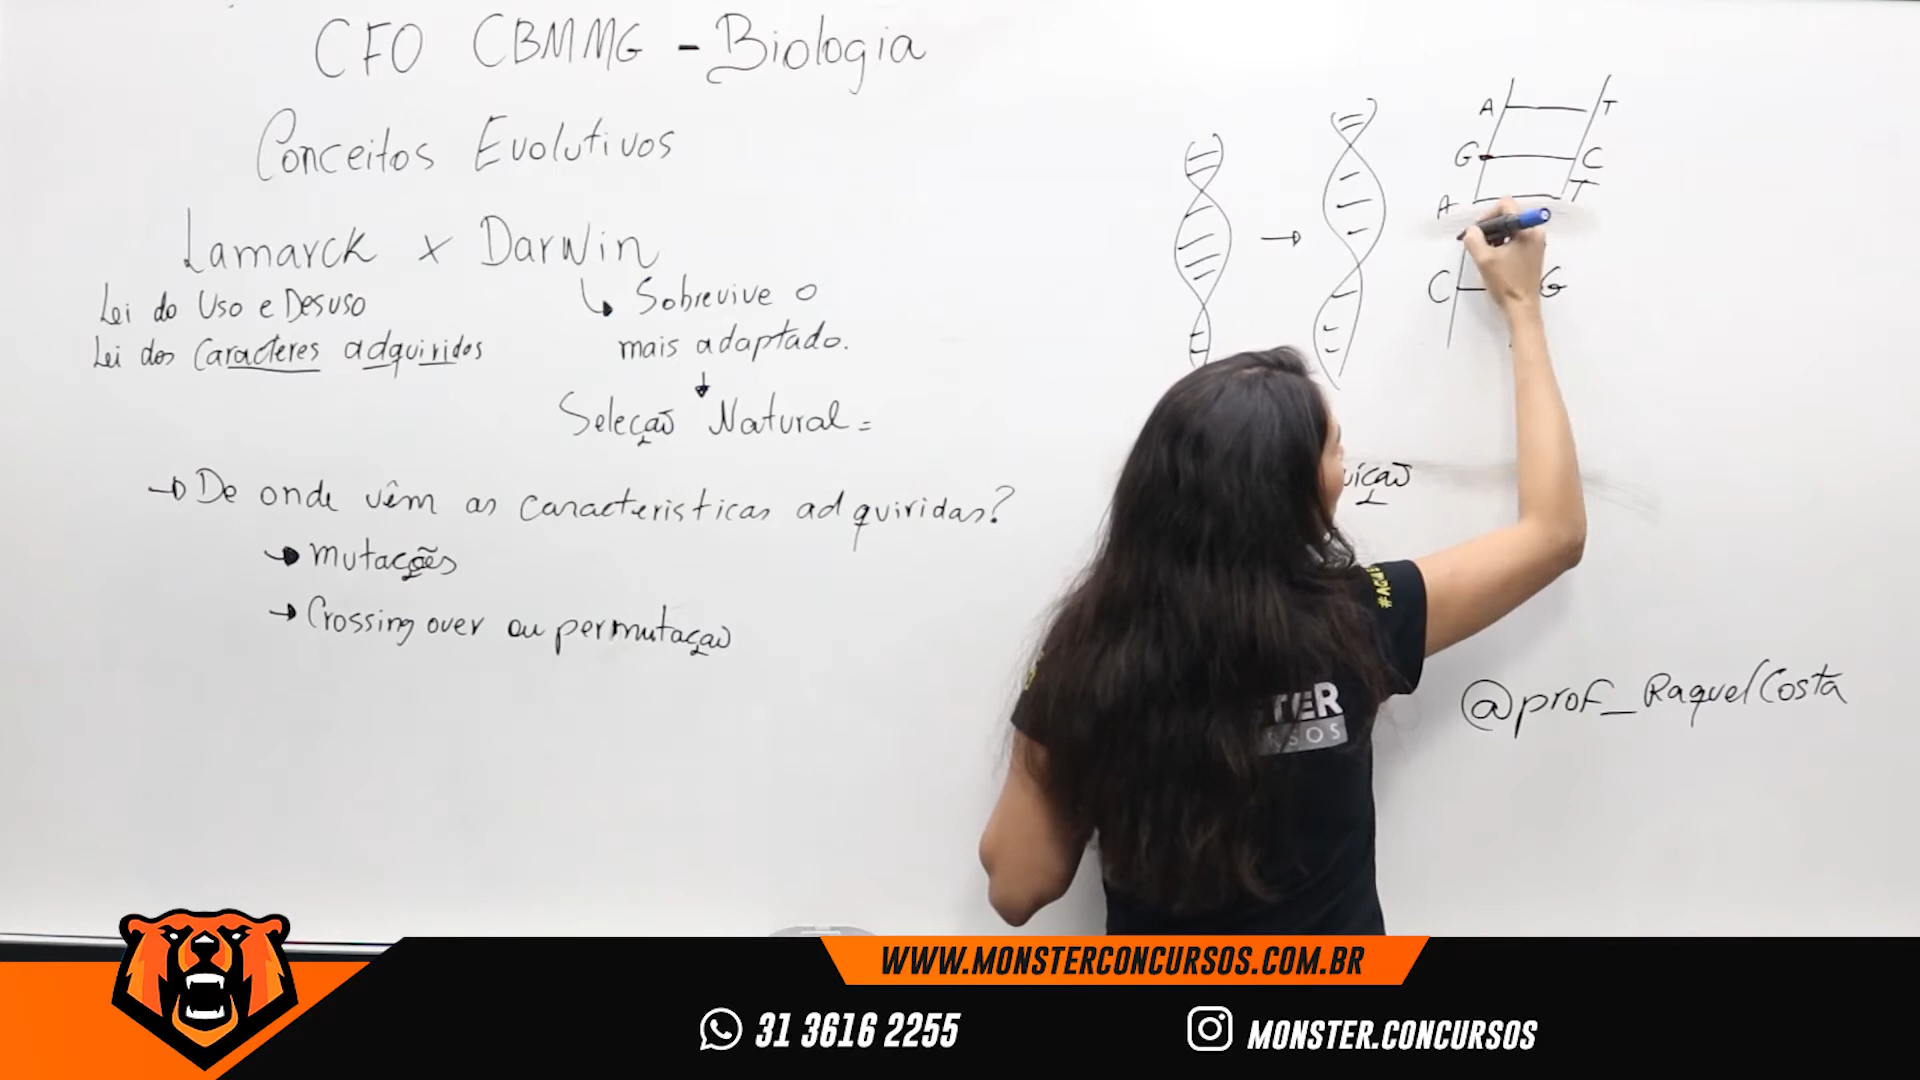 CFO CBMMG - Biologia
Conceitos Evolutivos
Lamarck x Darwin
Lei do Uso e Desuso
Lei dos Caracteres adquiridos
Sobrevive o
mais adaptado.
Seleção Natural =
De onde vêm as características adquiridas?
Mutações
Crossing over ou permutação
A T
G C
A T
C G
@prof_RaquelCosta
WWW.MONSTERCONCURSOS.COM.BR
31 3616 2255
MONSTER.CONCURSOS